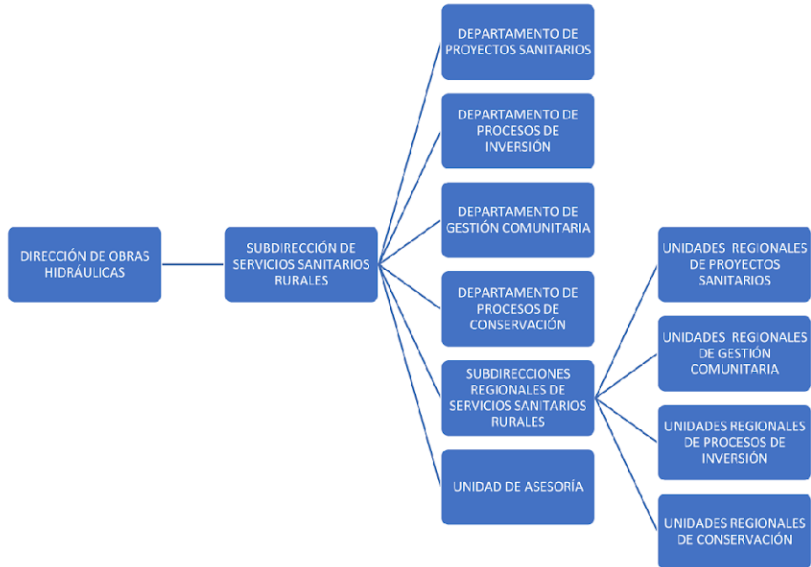 DIRECCIÓN DE OBRAS
HIDRÁULICAS
SUBDIRECCIÓN DE
SERVICIOS SANITARIOS
RURALES
DEPARTAMENTO DE
PROYECTOS SANITARIOS
DEPARTAMENTO DE
PROCESOS DE
INVERSIÓN
DEPARTAMENTO DE
GESTIÓN COMUNITARIA
DEPARTAMENTO DE
PROCESOS DE
CONSERVACIÓN
SUBDIRECCIONES
REGIONALES DE
SERVICIOS SANITARIOS
RURALES
UNIDAD DE ASESORÍA
UNIDADES REGIONALES
DE PROYECTOS
SANITARIOS
UNIDADES REGIONALES
DE GESTIÓN
COMUNITARIA
UNIDADES REGIONALES
DE PROCESOS DE
INVERSIÓN
UNIDADES REGIONALES
DE CONSERVACIÓN